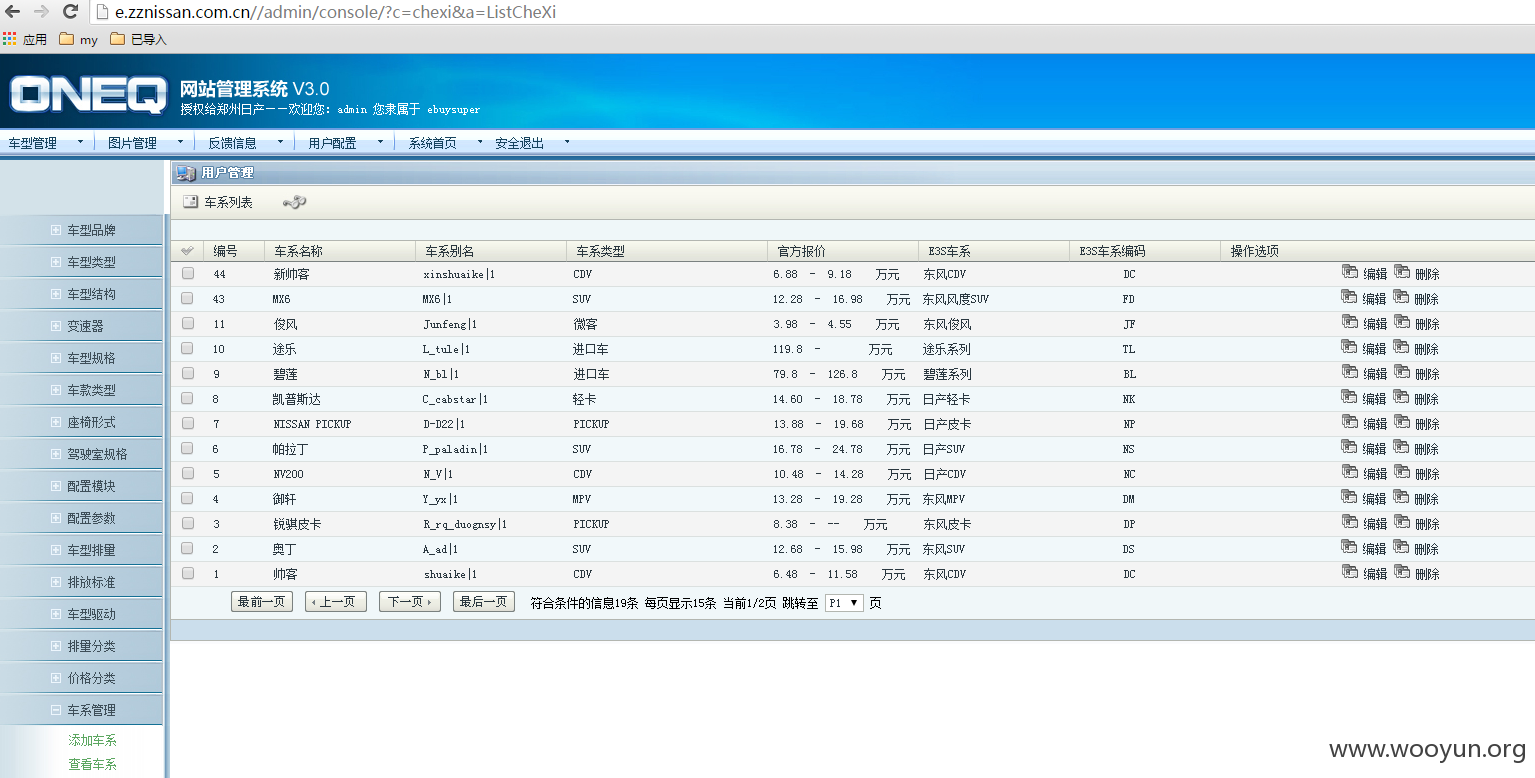 e.zznissan.com.cn//admin/console/?c=chexi&a=ListCheXi
应用 my 已导入
ONEQ 网站管理系统 V3.0
授权给郑州日产--欢迎您: admin 您隶属于 ebuysuper
车型管理 图片管理 反馈信息 用户配置 系统首页 安全退出
用户管理
车系列表
车型品牌
车型类型
车型结构
变速器
车型规格
车款类型
座椅形式
驾驶室规格
配置模块
配置参数
车型排量
排放标准
车型驱动
排量分类
价格分类
车系管理
添加车系
查看车系
编号 车系名称 车系别名 车系类型 官方报价 E3S车系 E3S车系编码 操作选项
44 新帅客 xinshuaike|1 CDV 6.88 - 9.18 万元 东风CDV DC 编辑 删除
43 MX6 MX6|1 SUV 12.28 - 16.98 万元 东风风度SUV FD 编辑 删除
11 俊风 Junfeng|1 微客 3.98 - 4.55 万元 东风俊风 JF 编辑 删除
10 途乐 L_tule|1 进口车 119.8 - 万元 途乐系列 TL 编辑 删除
9 碧莲 N_bl|1 进口车 79.8 - 126.8 万元 碧莲系列 BL 编辑 删除
8 凯普斯达 C_cabstar|1 轻卡 14.60 - 18.78 万元 日产轻卡 NK 编辑 删除
7 NISSAN PICKUP D-D22|1 PICKUP 13.88 - 19.68 万元 日产皮卡 NP 编辑 删除
6 帕拉丁 P_paladin|1 SUV 16.78 - 24.78 万元 日产SUV NS 编辑 删除
5 NV200 N_V|1 CDV 10.48 - 14.28 万元 日产CDV NC 编辑 删除
4 御轩 Y_yx|1 MPV 13.28 - 19.28 万元 东风MPV DM 编辑 删除
3 锐骐皮卡 R_rq_duognsy|1 PICKUP 8.38 - -- 万元 东风皮卡 DP 编辑 删除
2 奥丁 A_ad|1 SUV 12.68 - 15.98 万元 东风SUV DS 编辑 删除
1 帅客 shuaike|1 CDV 6.48 - 11.58 万元 东风CDV DC 编辑 删除
最前一页 上一页 下一页 最后一页 符合条件的信息19条 每页显示15条 当前1/2页 跳转至 P1 页
www.wooyun.org